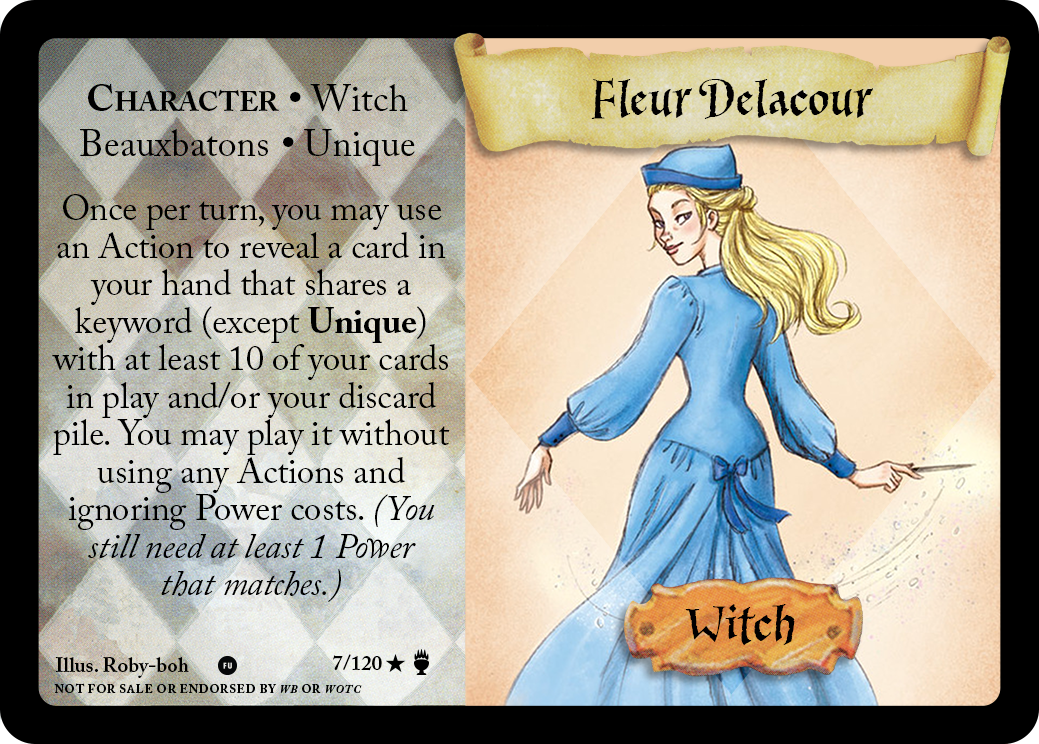 Fleur Delacour
CHARACTER • Witch
Beauxbatons • Unique
Once per turn, you may use
an Action to reveal a card in
your hand that shares a
keyword (except Unique)
with at least 10 of your cards
in play and/or your discard
pile. You may play it without
using any Actions and
ignoring Power costs. (You
still need at least 1 Power
that matches.)
Witch
Illus. Roby-boh FU 7/120 ★
NOT FOR SALE OR ENDORSED BY WB OR WOTC